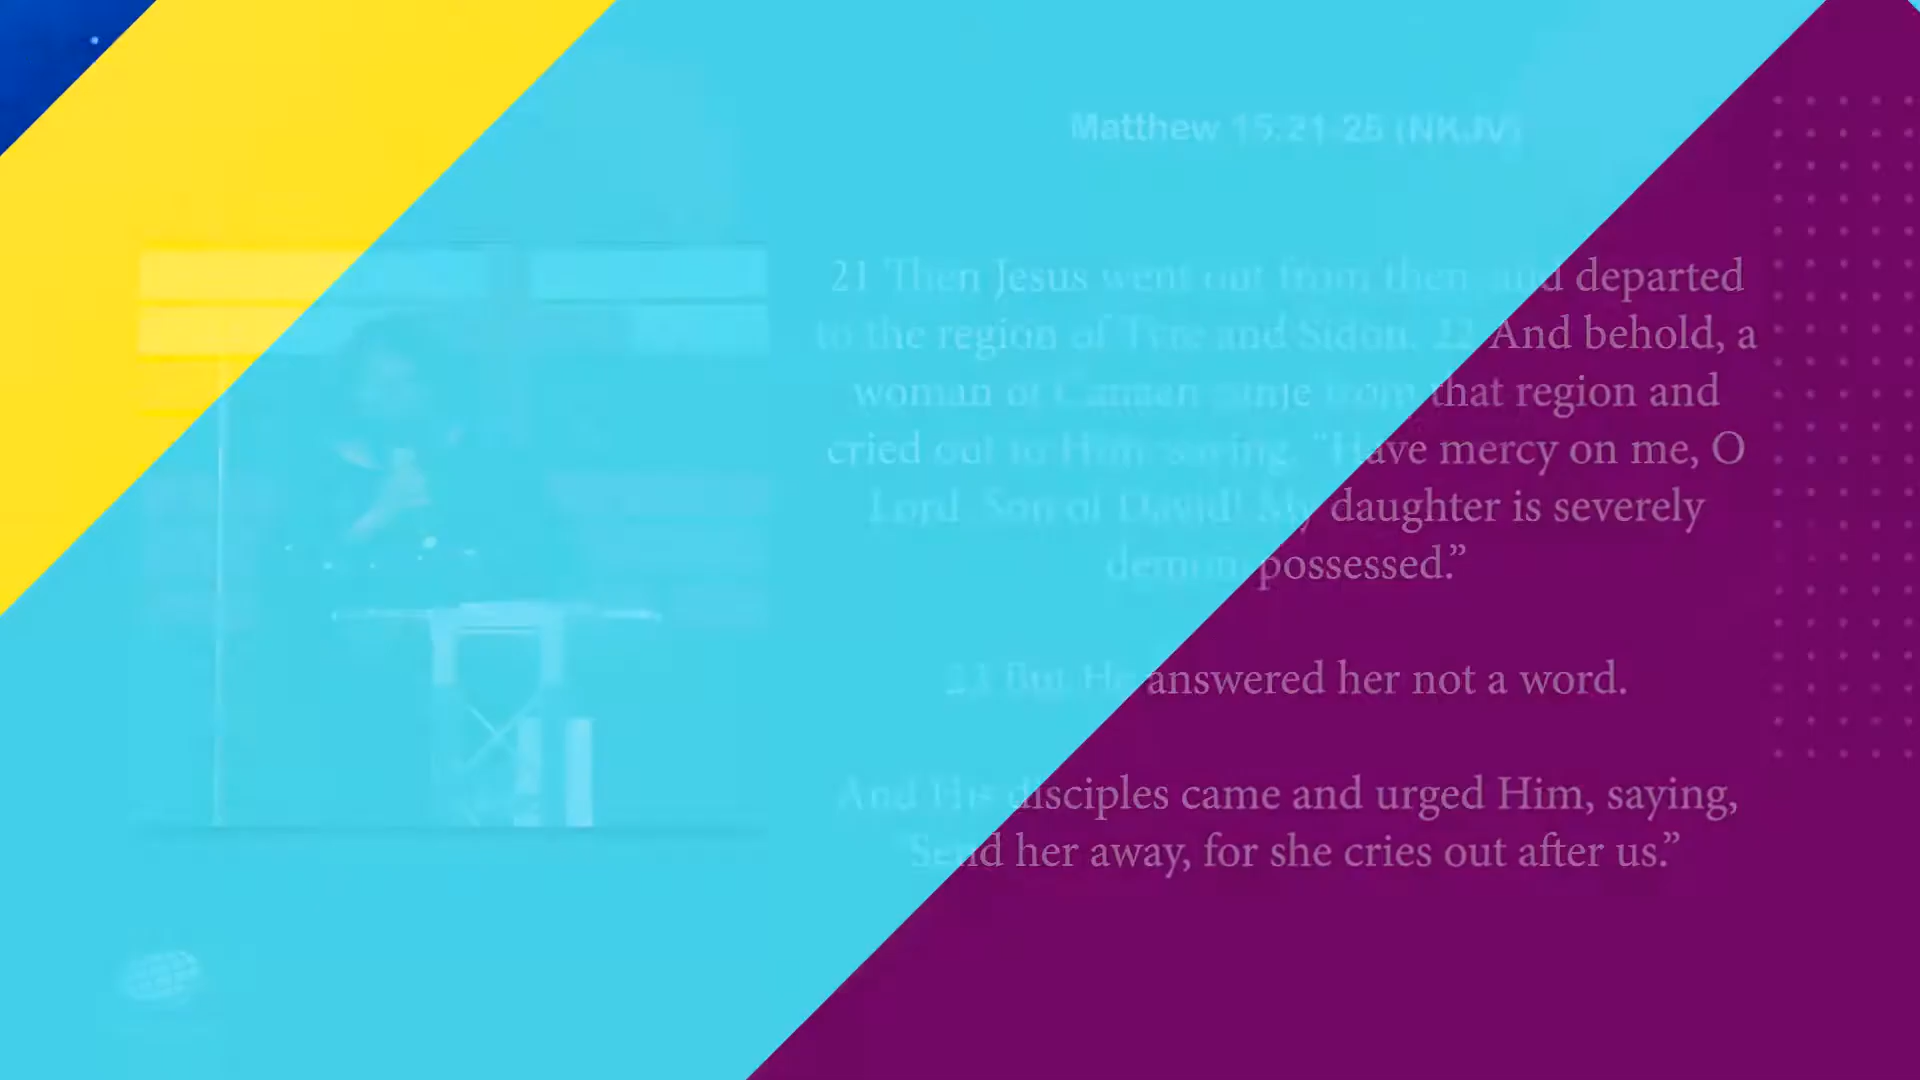 Matthew 15:21-25 (NKJV)
21 Then Jesus went out from there and departed
to the region of Tyre and Sidon. 22 And behold, a
woman of Canaan came from that region and
cried out to Him, saying, “Have mercy on me, O
Lord, Son of David! My daughter is severely
demon-possessed.”
23 But He answered her not a word.
And His disciples came and urged Him, saying,
“Send her away, for she cries out after us.”